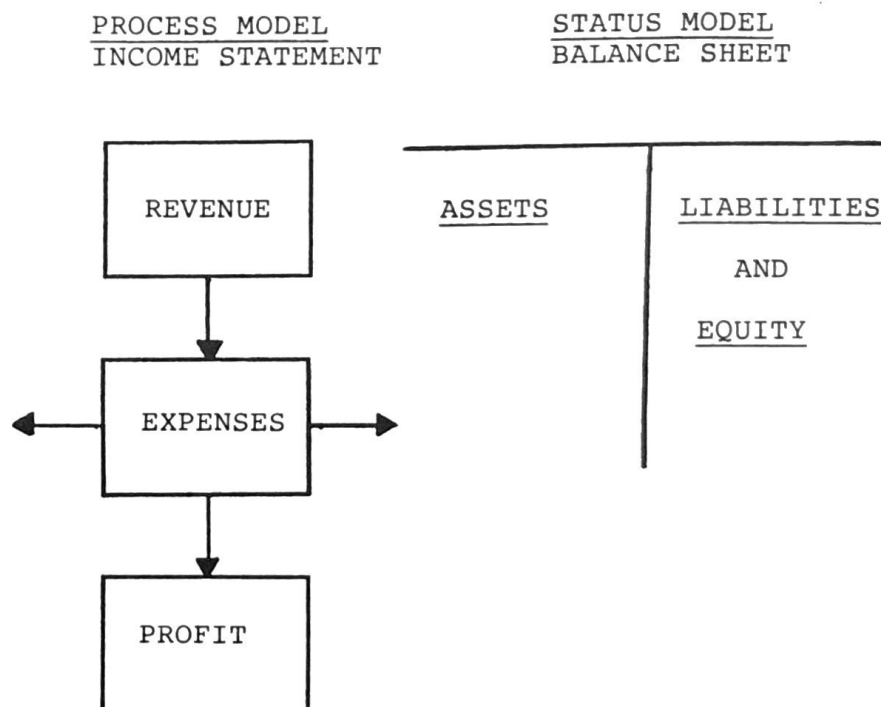 PROCESS MODEL
INCOME STATEMENT
STATUS MODEL
BALANCE SHEET
REVENUE
EXPENSES
PROFIT
ASSETS
LIABILITIES
AND
EQUITY